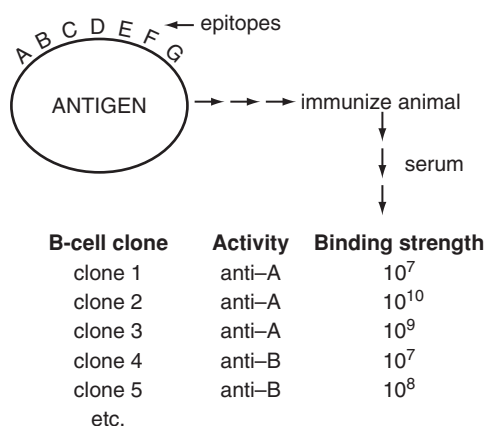 epitopes
A B C D E F G
ANTIGEN
immunize animal
serum
B-cell clone Activity Binding strength
clone 1 anti–A 10⁷
clone 2 anti–A 10¹⁰
clone 3 anti–A 10⁹
clone 4 anti–B 10⁷
clone 5 anti–B 10⁸
etc.